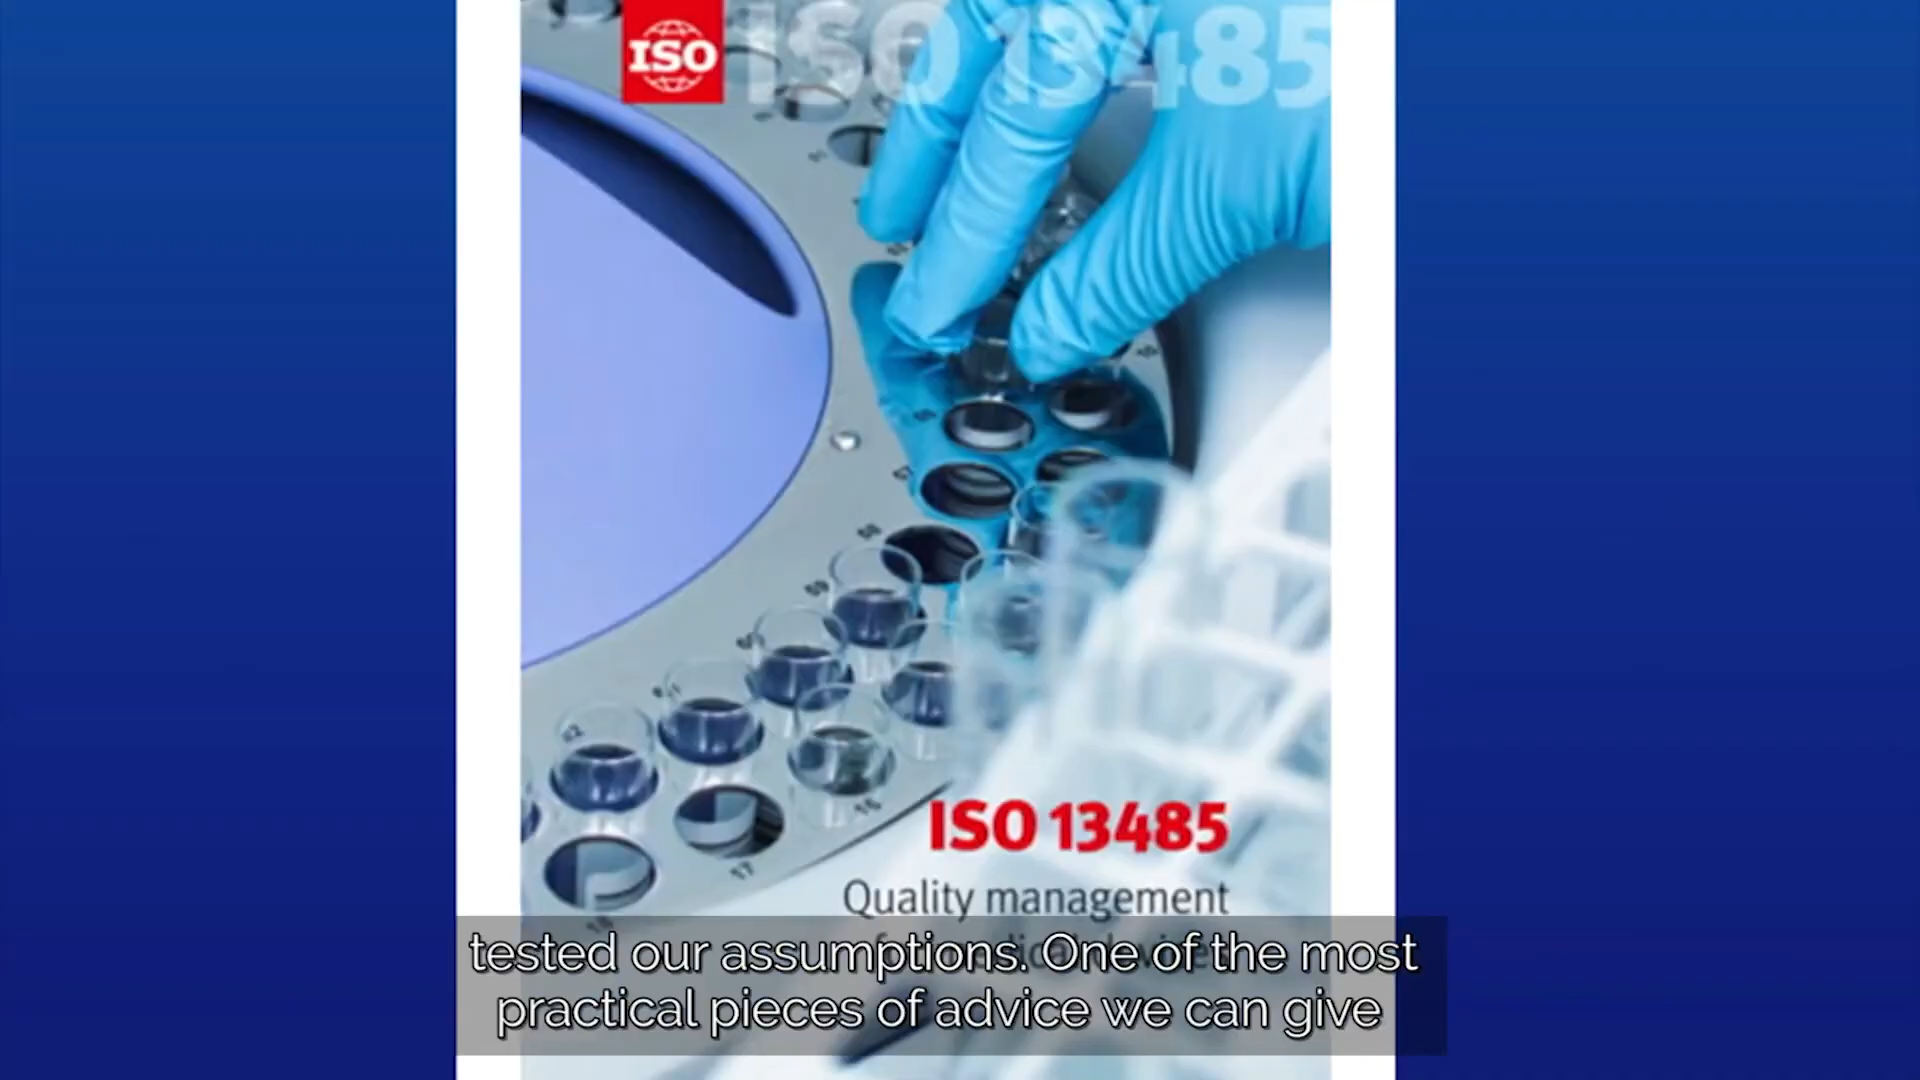 ISO
ISO 13485
ISO 13485
Quality management
tested our assumptions. One of the most
practical pieces of advice we can give